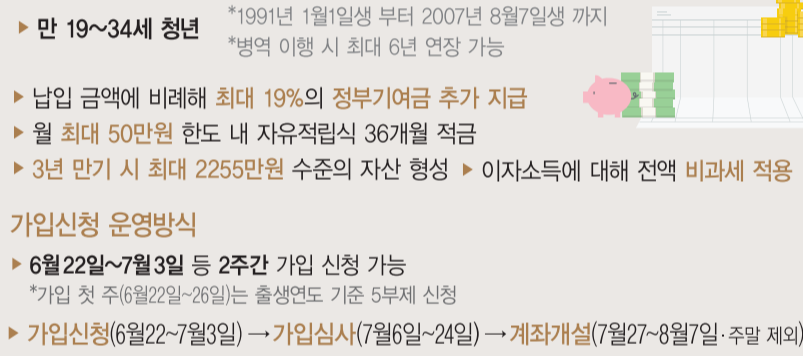 ▶ 만 19~34세 청년
*1991년 1월1일생 부터 2007년 8월7일생 까지
*병역 이행 시 최대 6년 연장 가능
▶ 납입 금액에 비례해 최대 19%의 정부기여금 추가 지급
▶ 월 최대 50만원 한도 내 자유적립식 36개월 적금
▶ 3년 만기 시 최대 2255만원 수준의 자산 형성 ▶ 이자소득에 대해 전액 비과세 적용
가입신청 운영방식
▶ 6월22일~7월3일 등 2주간 가입 신청 가능
*가입 첫 주(6월22일~26일)는 출생연도 기준 5부제 신청
▶ 가입신청(6월22~7월3일) → 가입심사(7월6일~24일) → 계좌개설(7월27~8월7일·주말 제외)